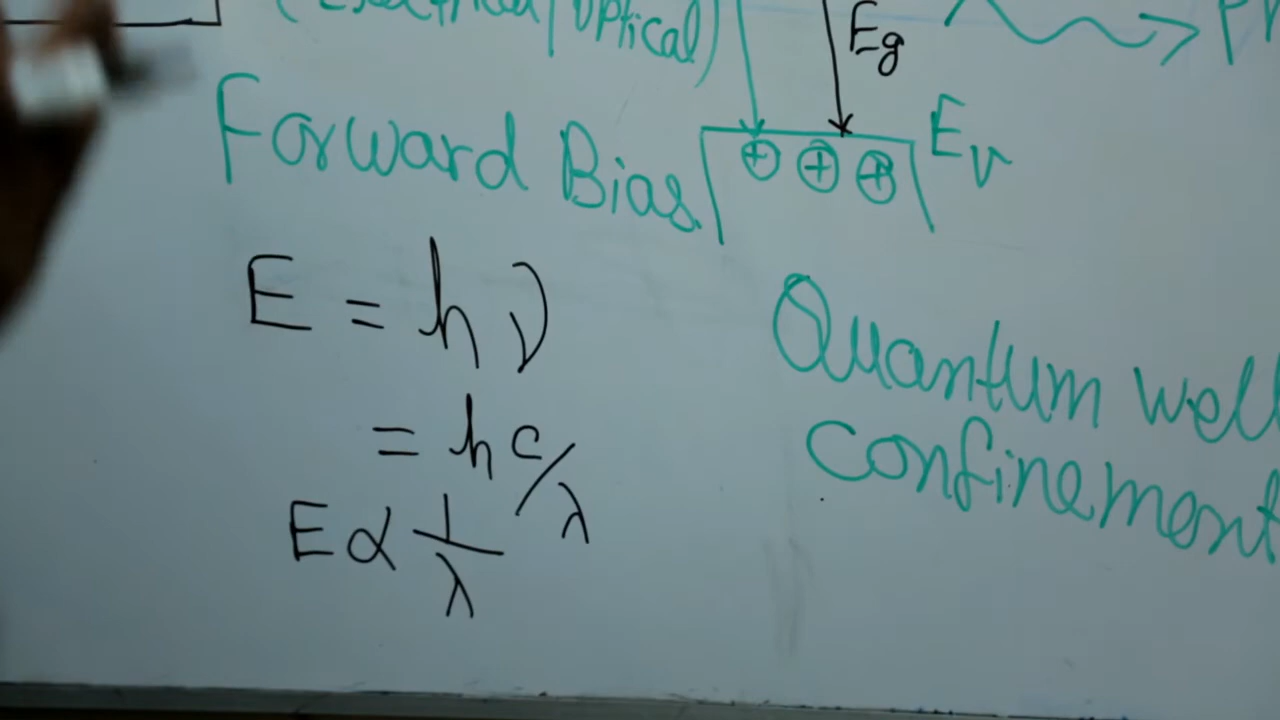 (Electrical/Optical)
Eg
Forward Bias
Ev
+ + +
E = hν
= hc/λ
E ∝ 1/λ
Quantum well
confinement